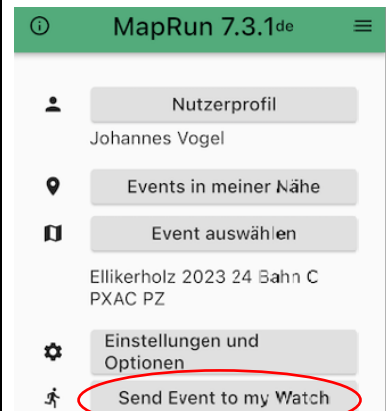 MapRun 7.3.1de
Nutzerprofil
Johannes Vogel
Events in meiner Nähe
Event auswählen
Ellikerholz 2023 24 Bahn C
PXAC PZ
Einstellungen und
Optionen
Send Event to my Watch